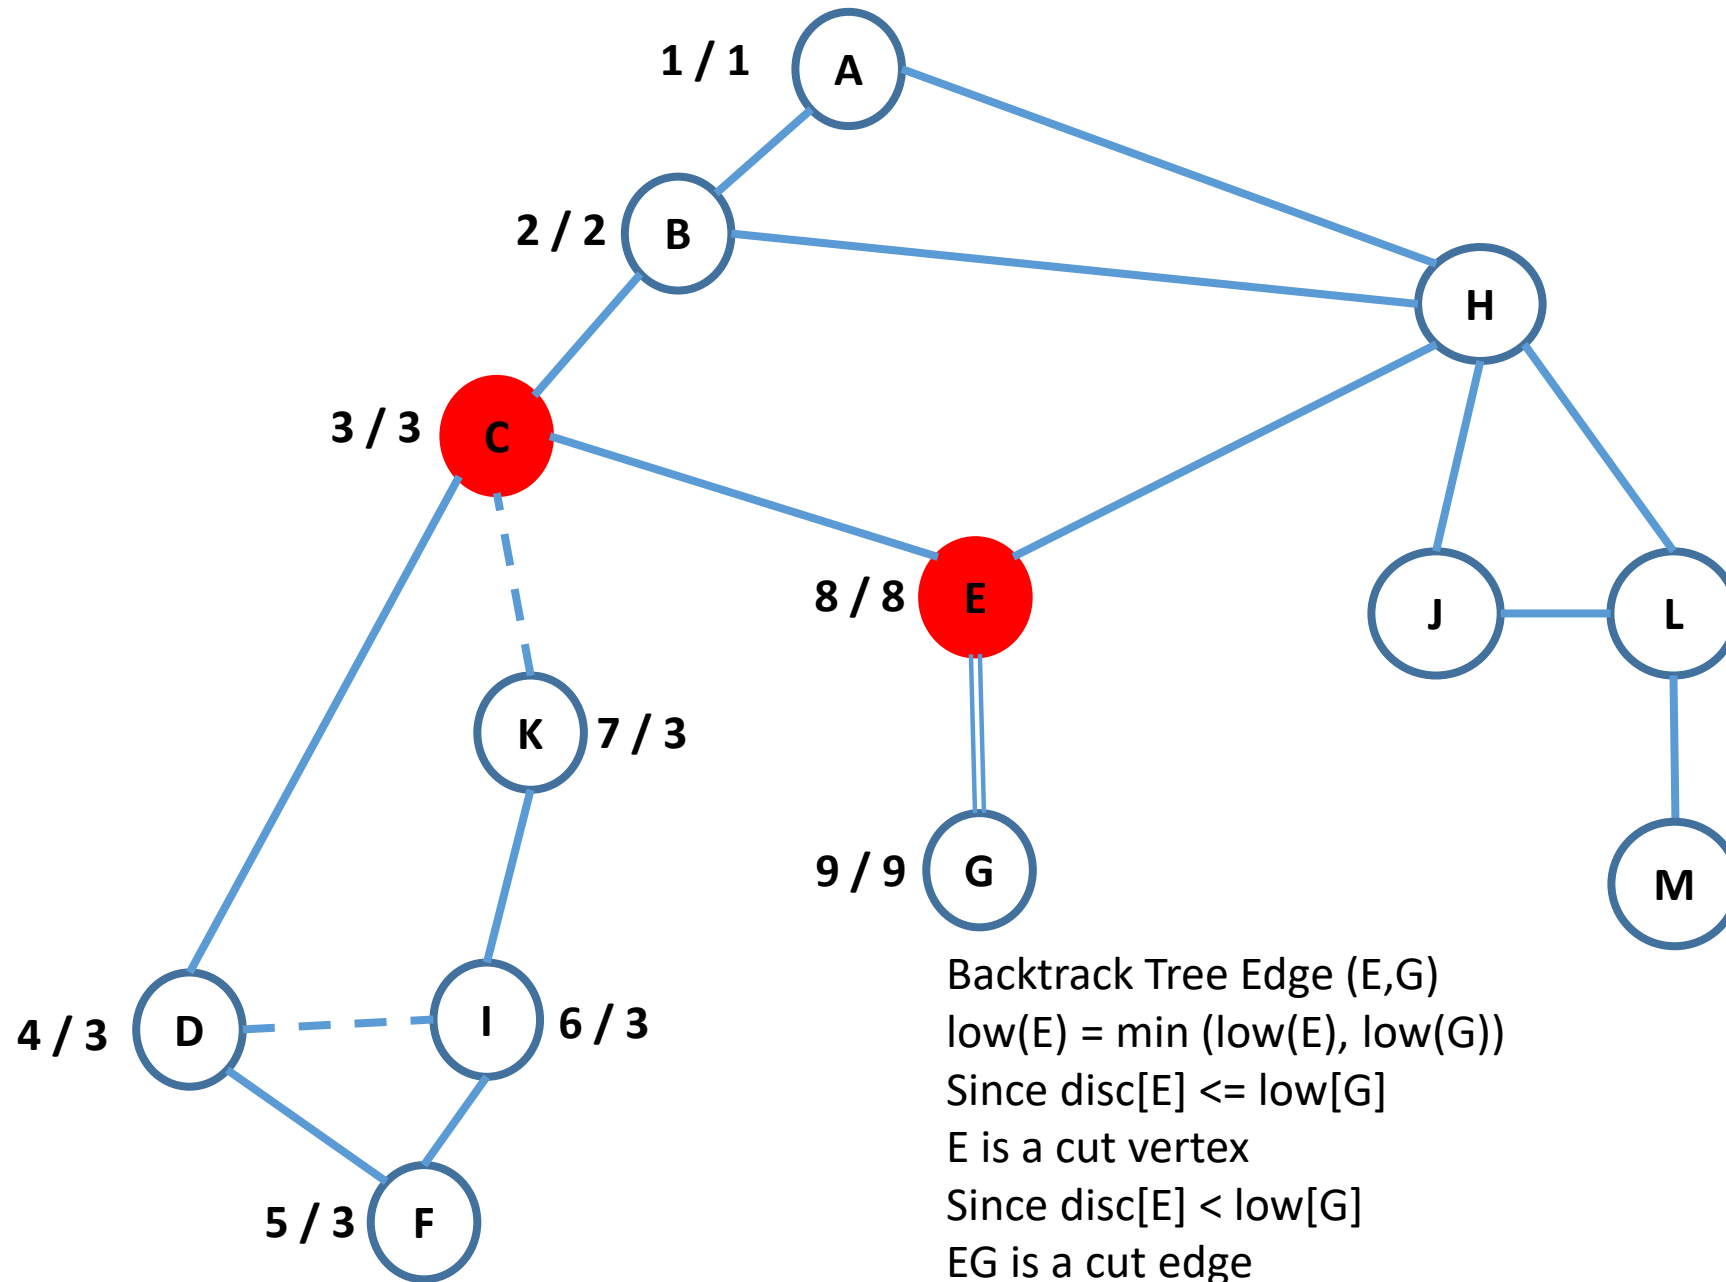 1 / 1
A
2 / 2
B
H
3 / 3
C
8 / 8
E
J
L
K
7 / 3
9 / 9
G
M
4 / 3
D
I
6 / 3
5 / 3
F
Backtrack Tree Edge (E,G)
low(E) = min (low(E), low(G))
Since disc[E] <= low[G]
E is a cut vertex
Since disc[E] < low[G]
EG is a cut edge